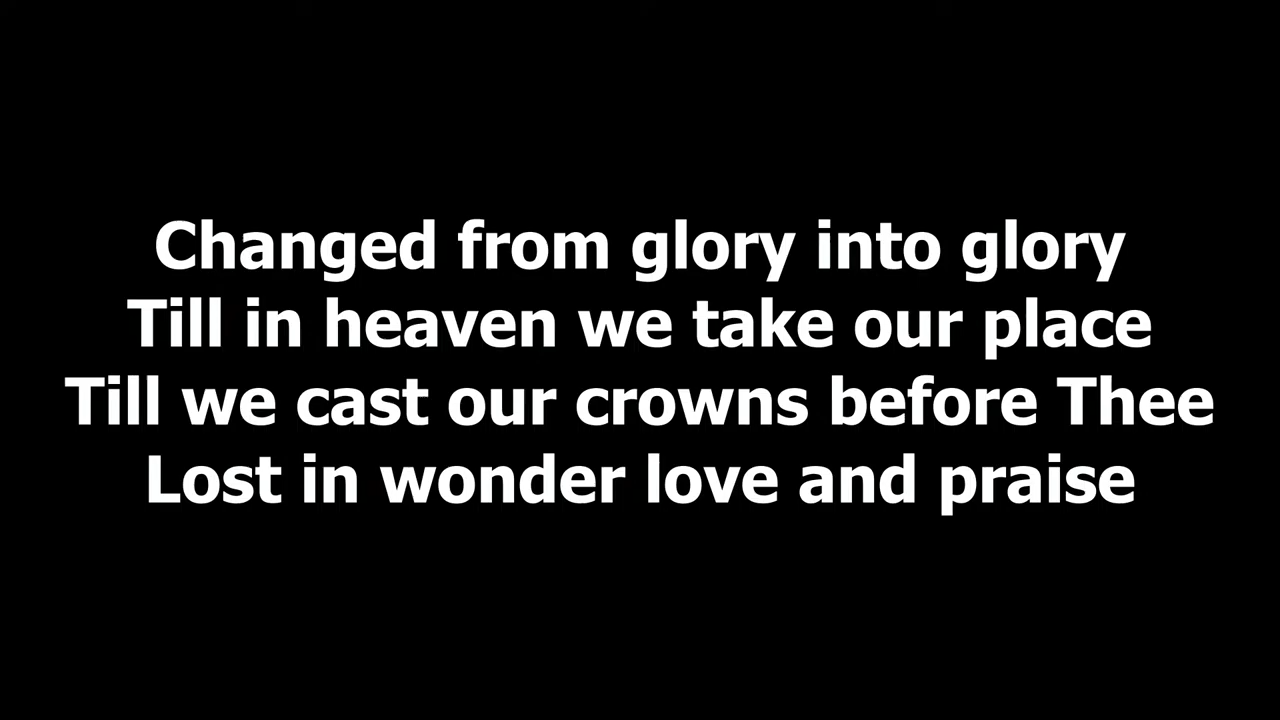 Changed from glory into glory
Till in heaven we take our place
Till we cast our crowns before Thee
Lost in wonder love and praise